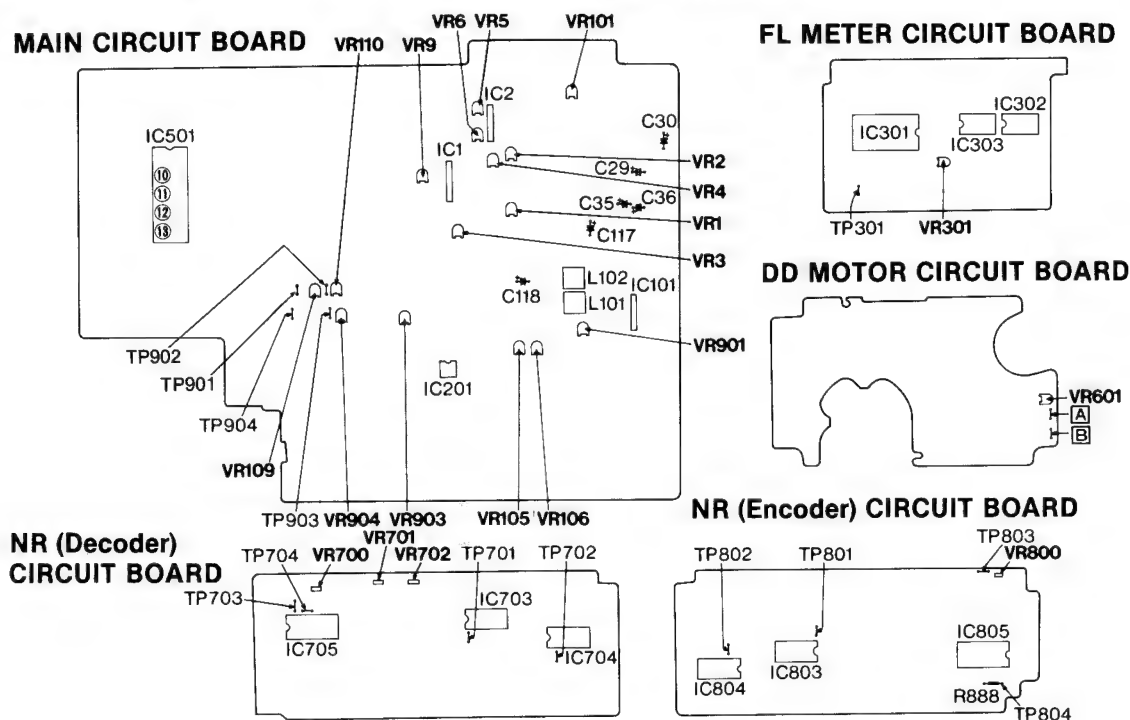 MAIN CIRCUIT BOARD
VR110
VR9
VR6
VR5
VR101
IC501
⑩
⑪
⑫
⑬
IC1
IC2
C30
VR2
C29
VR4
C35
C36
VR1
C117
VR3
C118
L102
L101
IC101
VR901
TP902
TP901
TP904
VR109
IC201
TP903
VR904
VR903
VR105
VR106
FL METER CIRCUIT BOARD
IC301
IC303
IC302
TP301
VR301
DD MOTOR CIRCUIT BOARD
VR601
A
B
NR (Decoder)
CIRCUIT BOARD
TP703
TP704
VR700
VR701
VR702
TP701
TP702
IC705
IC703
IC704
NR (Encoder) CIRCUIT BOARD
TP802
TP801
TP803
VR800
IC804
IC803
IC805
R888
TP804